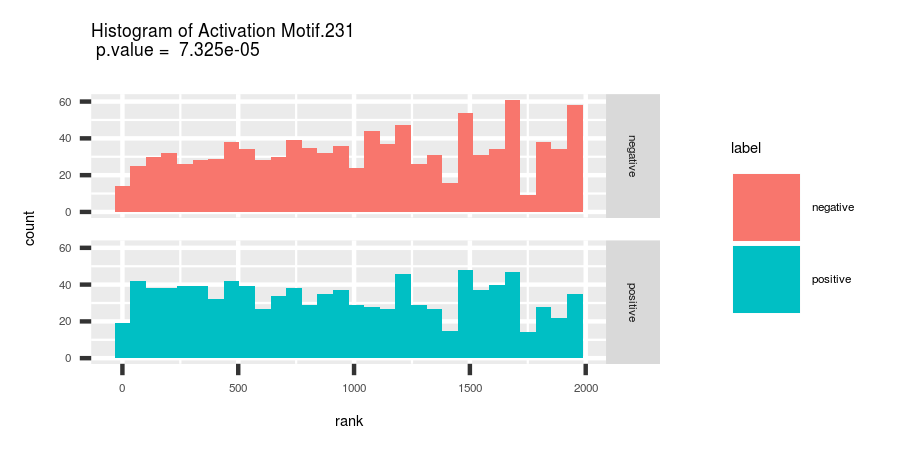 Histogram of Activation Motif.231
p.value = 7.325e-05
count
60
40
20
0
negative
60
40
20
0
positive
0 500 1000 1500 2000
rank
label
negative
positive